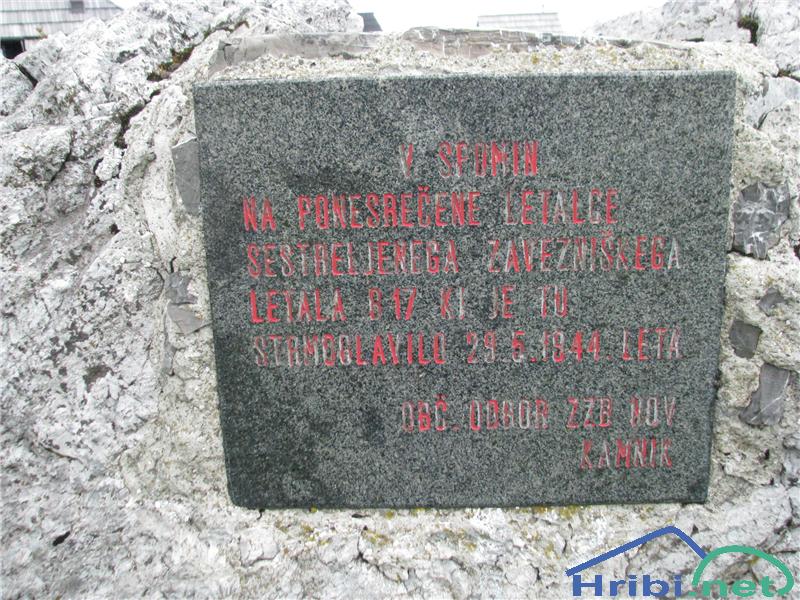 V SPOMIN
NA PONESREČENE LETALCE
SESTRELJENEGA ZAVEZNIŠKEGA
LETALA B 17 KI JE TU
STRMOGLAVILO 29.5.1944. LETA
OBČ. ODBOR ZZB NOV
KAMNIK
Hribi.net